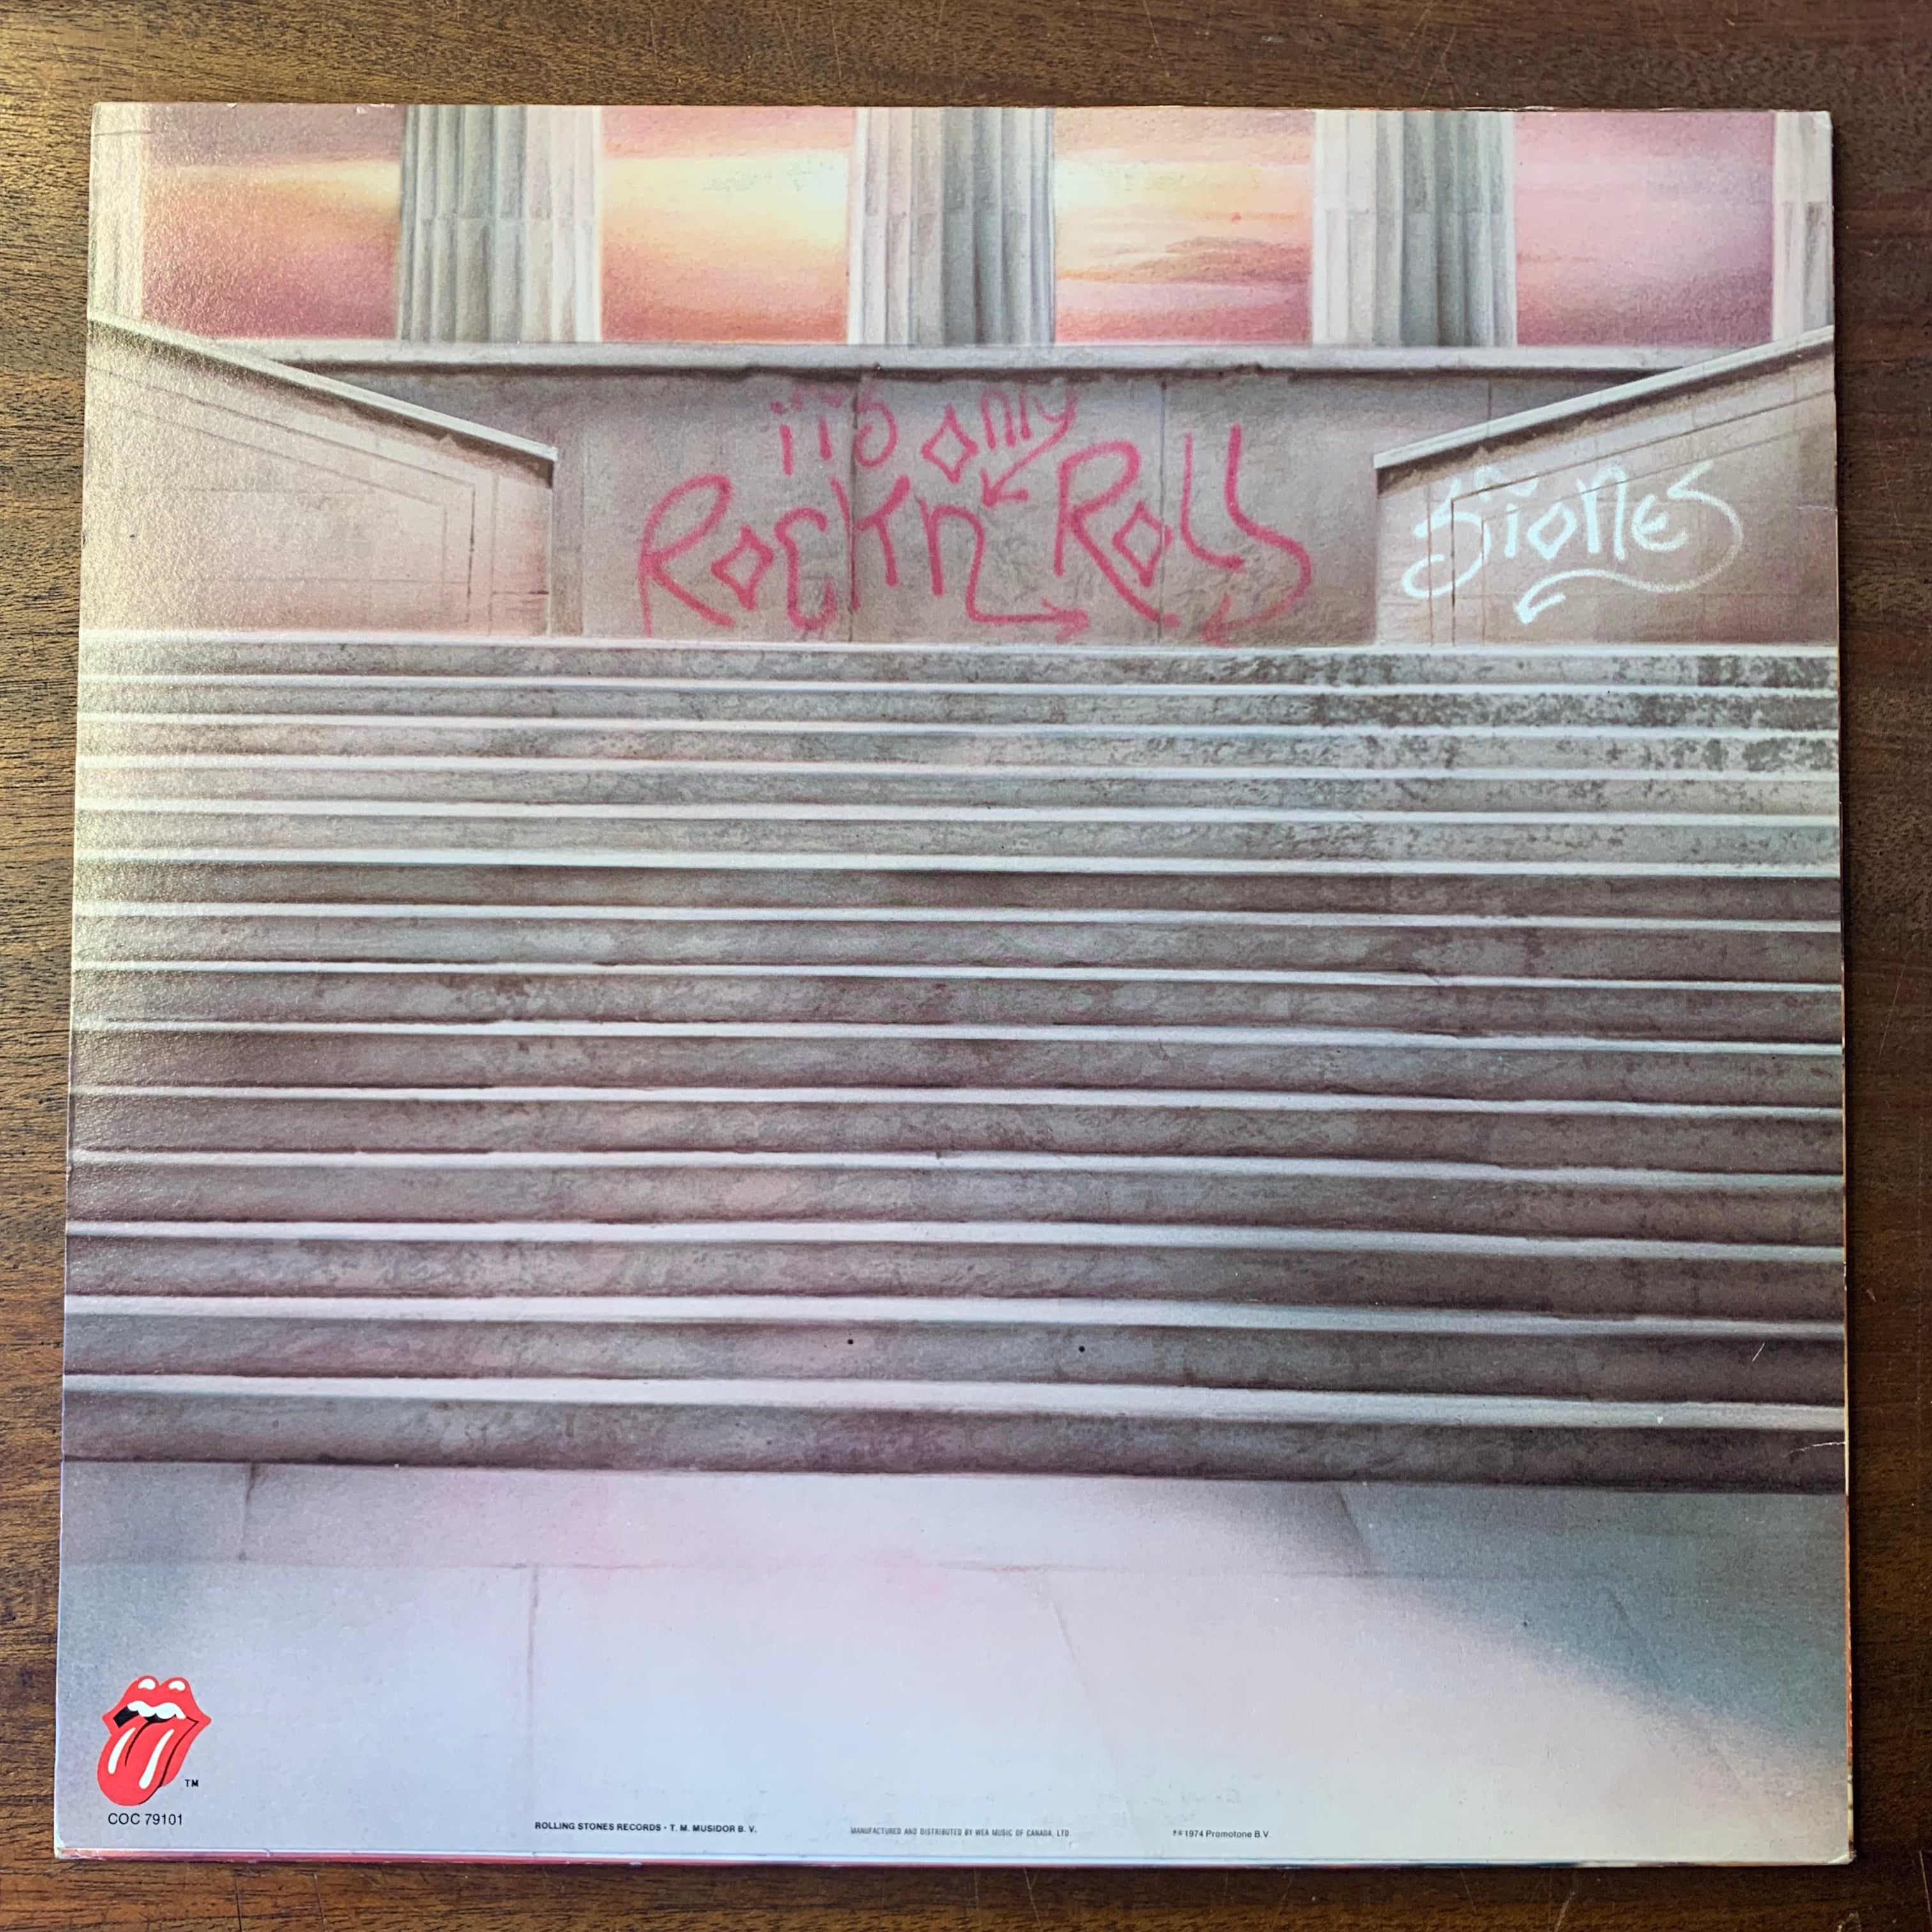 it's only
Rock'n Roll
Stones
TM
COC 79101
ROLLING STONES RECORDS • T. M. MUSIDOR B. V.
MANUFACTURED AND DISTRIBUTED BY WEA MUSIC OF CANADA, LTD.
℗© 1974 Promotone B.V.